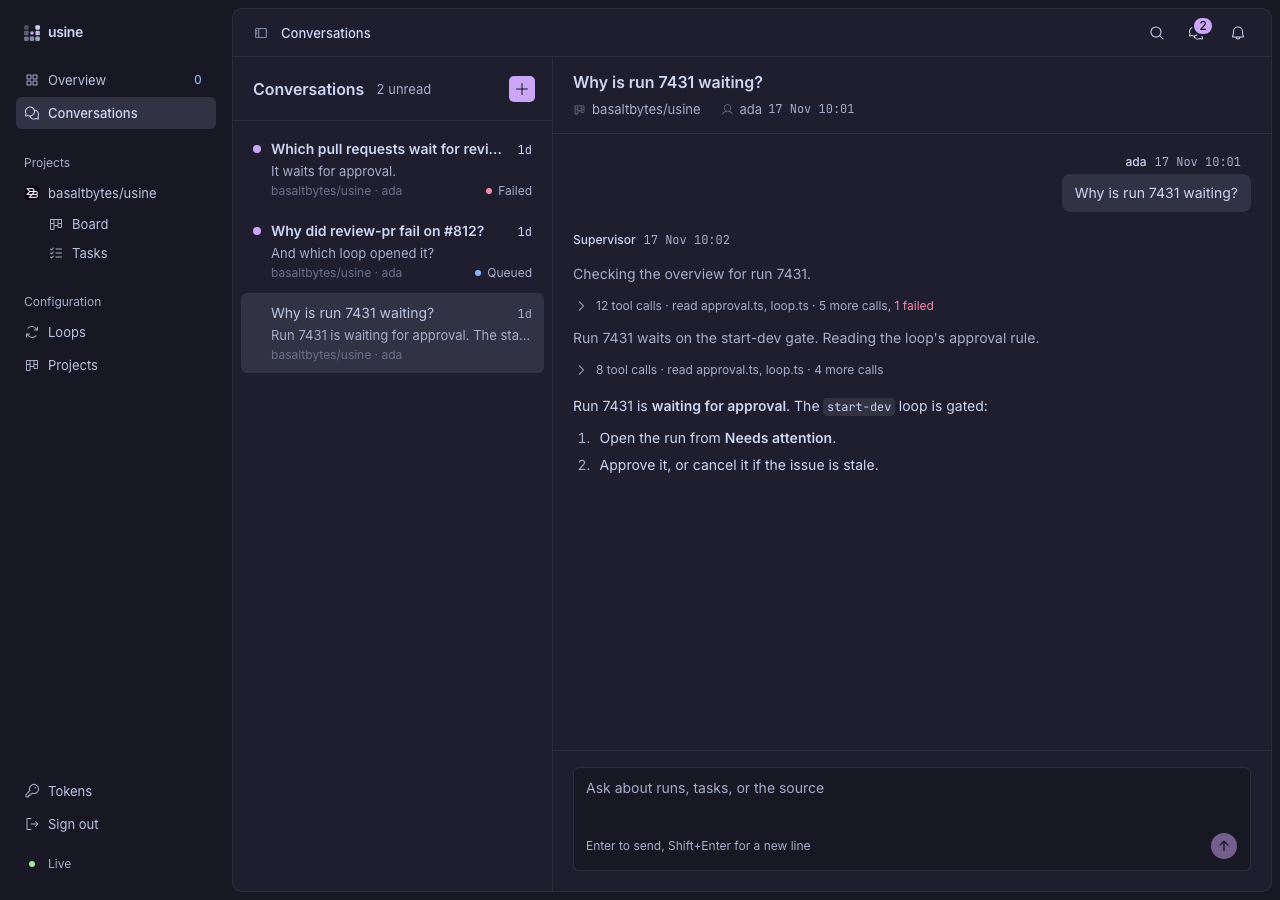 usine
Overview 0
Conversations
Projects
basaltbytes/usine
Board
Tasks
Configuration
Loops
Projects
Tokens
Sign out
Live
Conversations
2
Conversations 2 unread
Which pull requests wait for revi... 1d
It waits for approval.
basaltbytes/usine · ada Failed
Why did review-pr fail on #812? 1d
And which loop opened it?
basaltbytes/usine · ada Queued
Why is run 7431 waiting? 1d
Run 7431 is waiting for approval. The sta...
basaltbytes/usine · ada
Why is run 7431 waiting?
basaltbytes/usine ada 17 Nov 10:01
ada 17 Nov 10:01
Why is run 7431 waiting?
Supervisor 17 Nov 10:02
Checking the overview for run 7431.
12 tool calls · read approval.ts, loop.ts · 5 more calls, 1 failed
Run 7431 waits on the start-dev gate. Reading the loop's approval rule.
8 tool calls · read approval.ts, loop.ts · 4 more calls
Run 7431 is waiting for approval. The start-dev loop is gated:
1. Open the run from Needs attention.
2. Approve it, or cancel it if the issue is stale.
Ask about runs, tasks, or the source
Enter to send, Shift+Enter for a new line